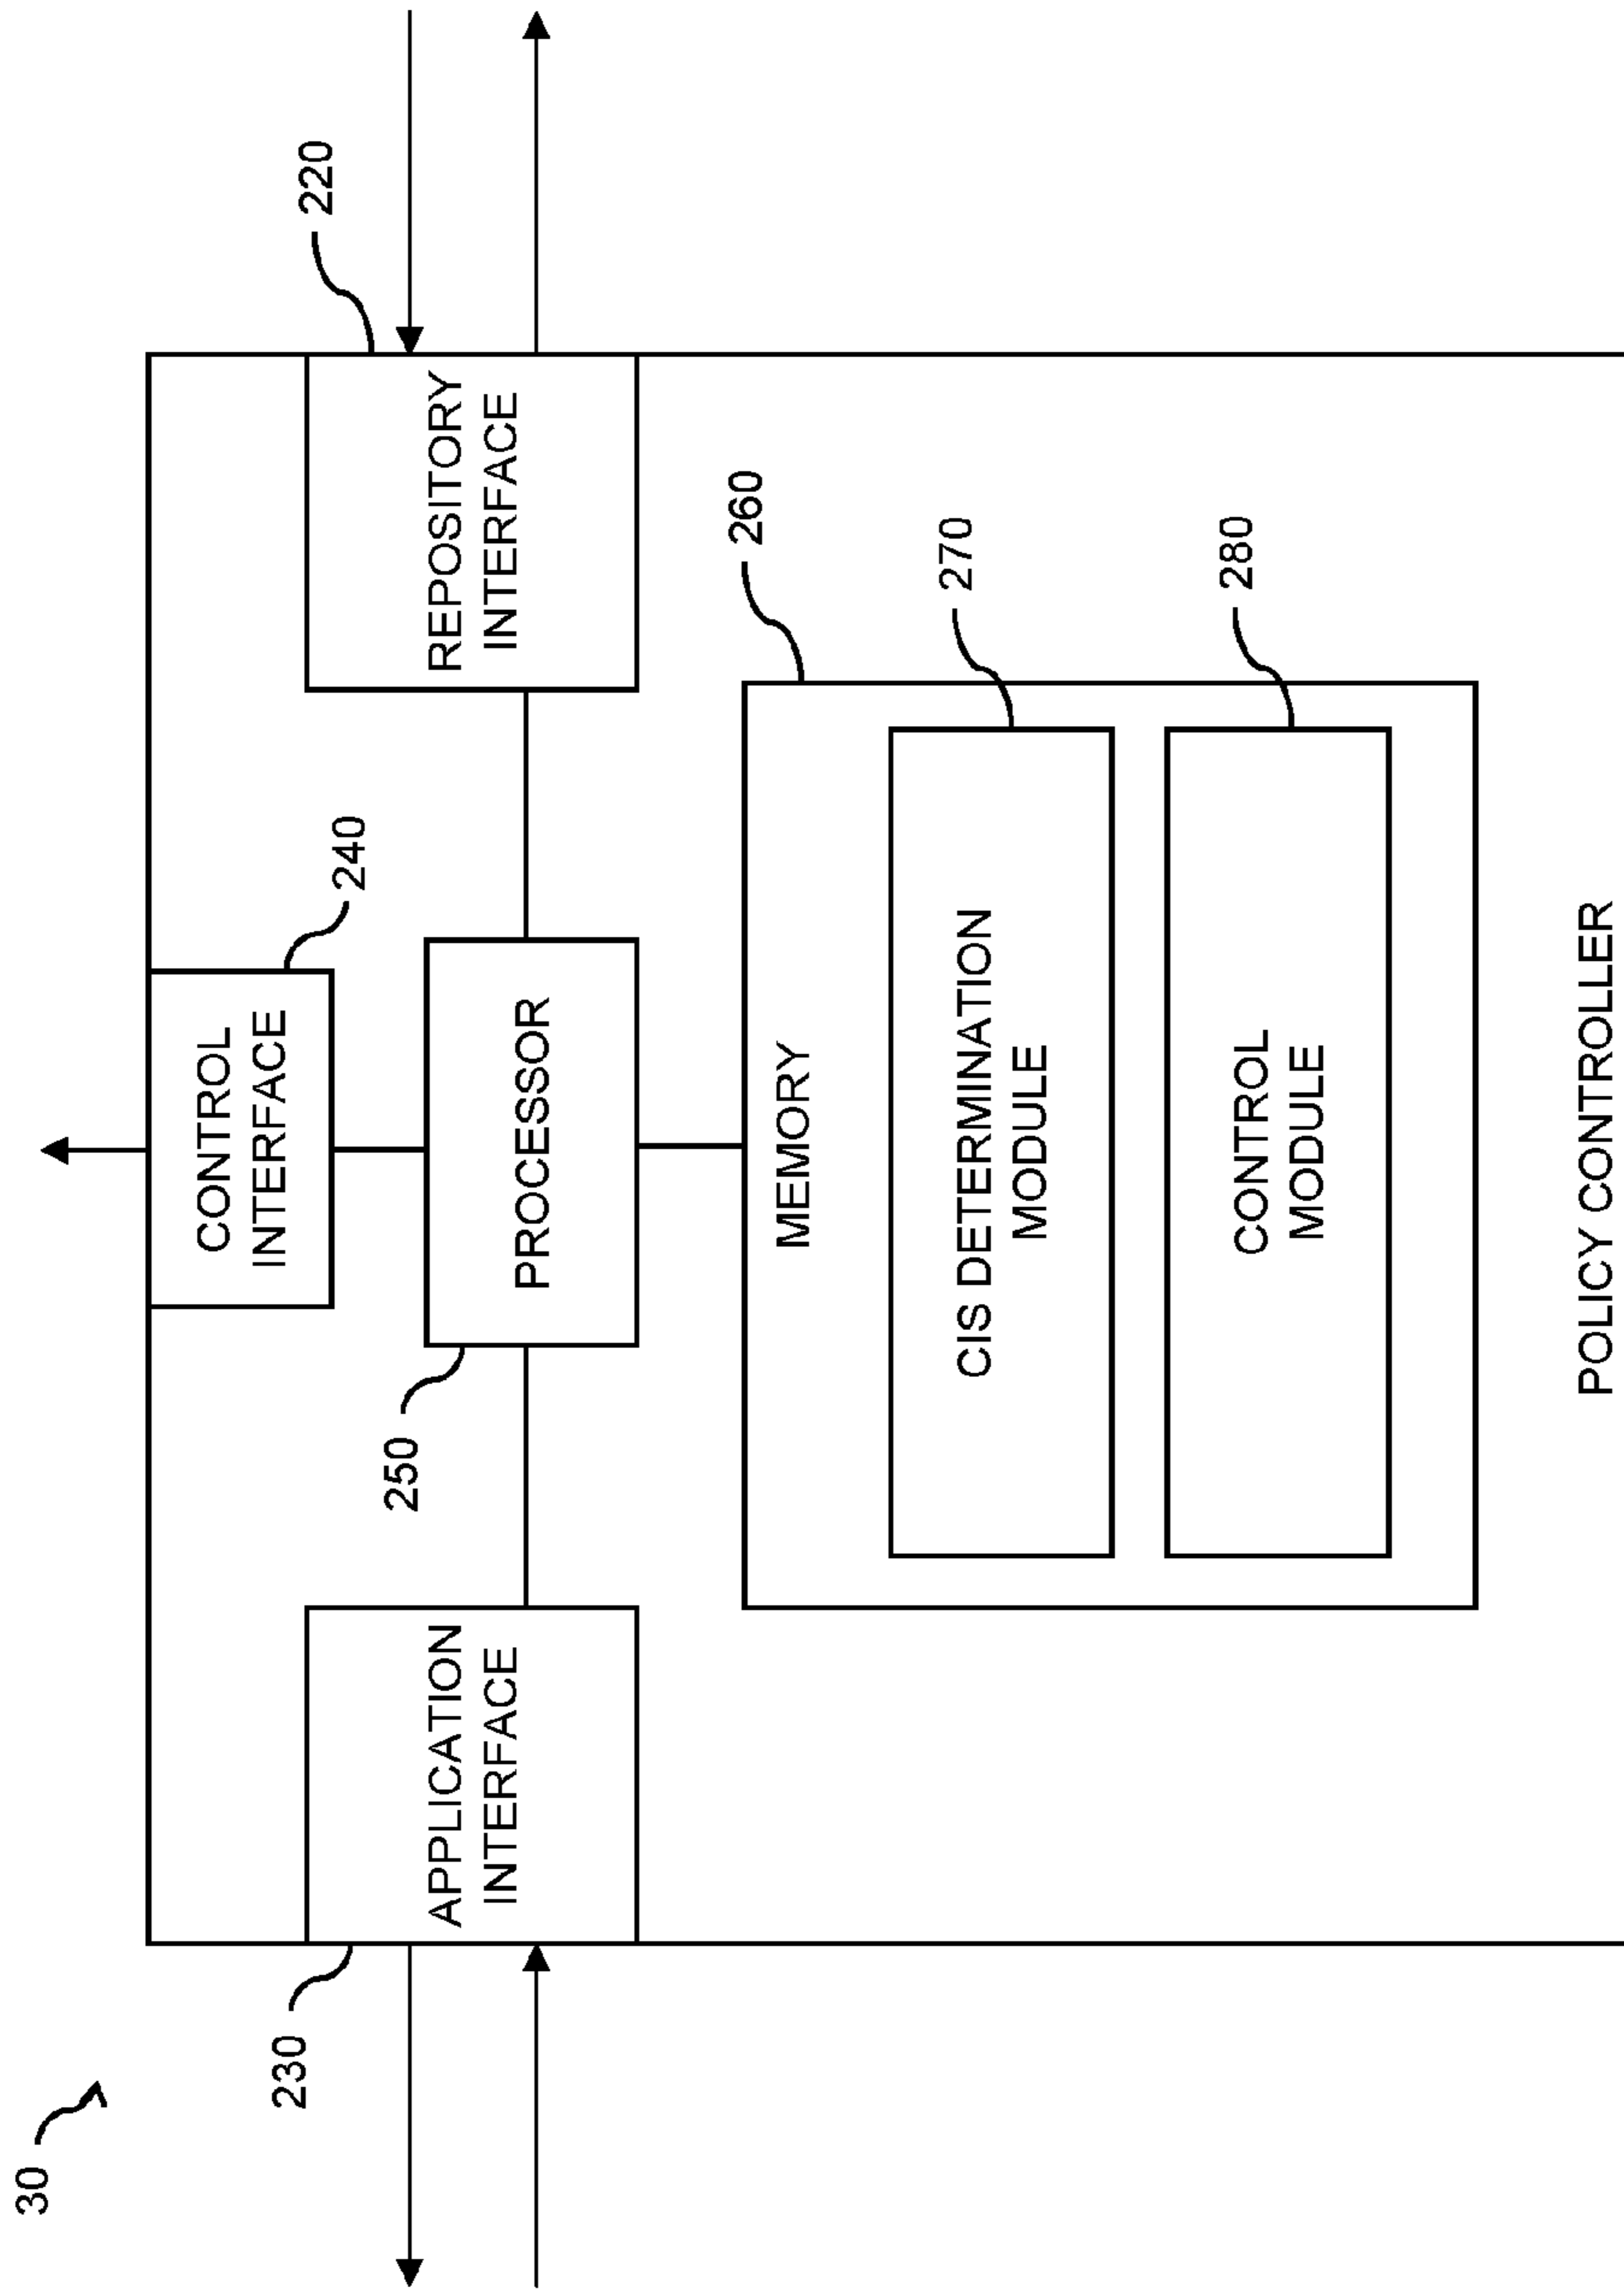 30
230
APPLICATION
INTERFACE
CONTROL
INTERFACE
240
250
PROCESSOR
220
REPOSITORY
INTERFACE
260
MEMORY
270
CIS DETERMINATION
MODULE
280
CONTROL
MODULE
POLICY CONTROLLER